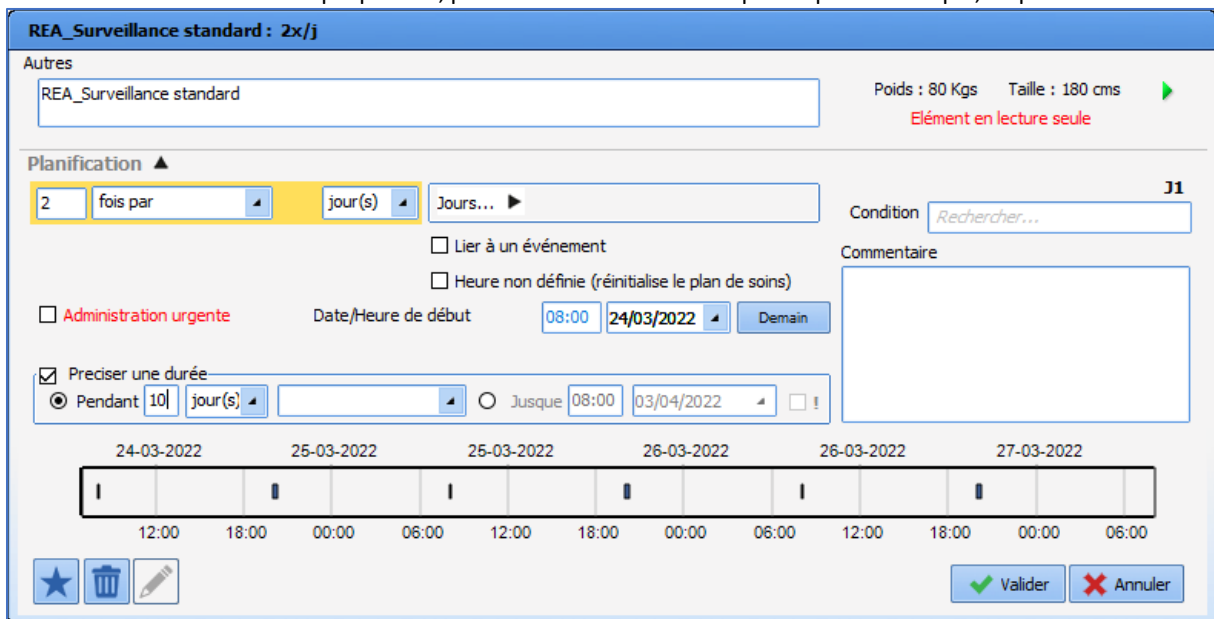 REA_Surveillance standard : 2x/j
Autres
REA_Surveillance standard
Poids : 80 Kgs Taille : 180 cms
Elément en lecture seule
Planification
J1
2 fois par jour(s) Jours...
Condition Rechercher...
Lier à un événement
Commentaire
Heure non définie (réinitialise le plan de soins)
Administration urgente Date/Heure de début 08:00 24/03/2022 Demain
Preciser une durée
Pendant 10 jour(s) Jusque 08:00 03/04/2022 !
24-03-2022 25-03-2022 25-03-2022 26-03-2022 26-03-2022 27-03-2022
12:00 18:00 00:00 06:00 12:00 18:00 00:00 06:00 12:00 18:00 00:00 06:00
Valider Annuler